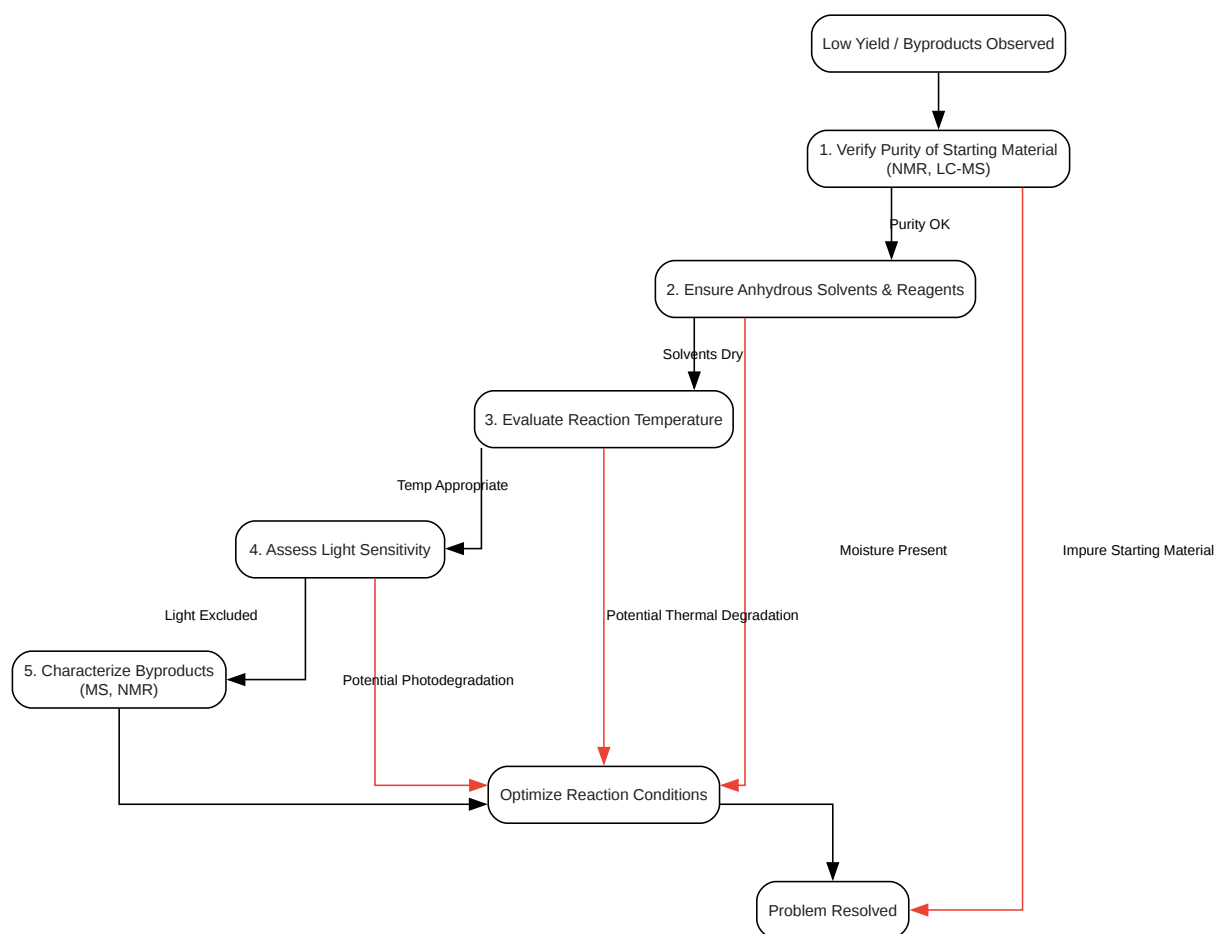 Low Yield / Byproducts Observed
1. Verify Purity of Starting Material
(NMR, LC-MS)
Purity OK
2. Ensure Anhydrous Solvents & Reagents
Solvents Dry
3. Evaluate Reaction Temperature
Temp Appropriate
4. Assess Light Sensitivity
Moisture Present
Impure Starting Material
Light Excluded
Potential Thermal Degradation
5. Characterize Byproducts
(MS, NMR)
Potential Photodegradation
Optimize Reaction Conditions
Problem Resolved